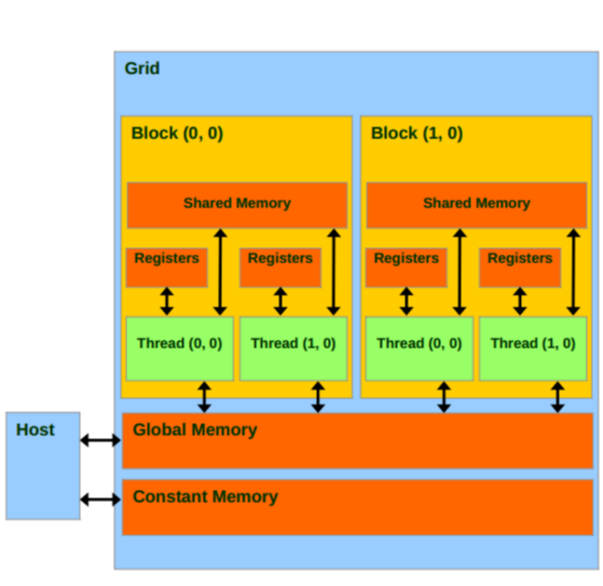 Grid
Block (0, 0)
Block (1, 0)
Shared Memory
Shared Memory
Registers
Registers
Registers
Registers
Thread (0, 0)
Thread (1, 0)
Thread (0, 0)
Thread (1, 0)
Host
Global Memory
Constant Memory